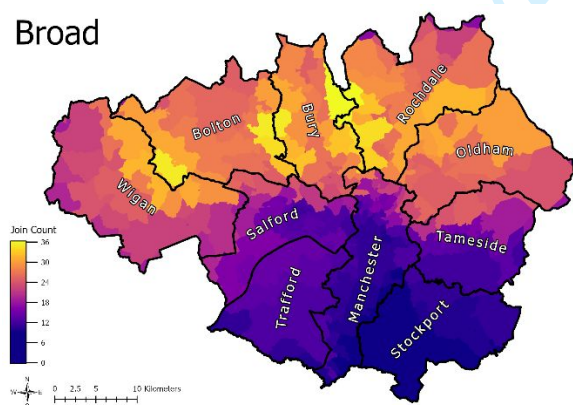 Broad
Rochdale
Bury
Bolton
Oldham
Wigan
Salford
Tameside
Manchester
Trafford
Stockport
Join Count
36
30
24
18
12
6
0
N
W E
S
0 2.5 5 10 Kilometers